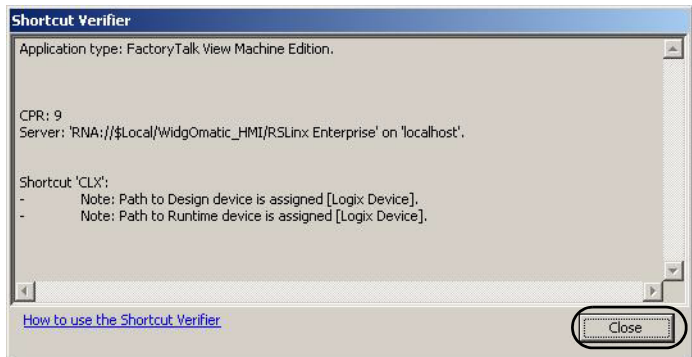 Shortcut Verifier
Application type: FactoryTalk View Machine Edition.
CPR: 9
Server: 'RNA://$Local/WidgOmatic_HMI/RSLinx Enterprise' on 'localhost'.
Shortcut 'CLX':
- Note: Path to Design device is assigned [Logix Device].
- Note: Path to Runtime device is assigned [Logix Device].
How to use the Shortcut Verifier
Close